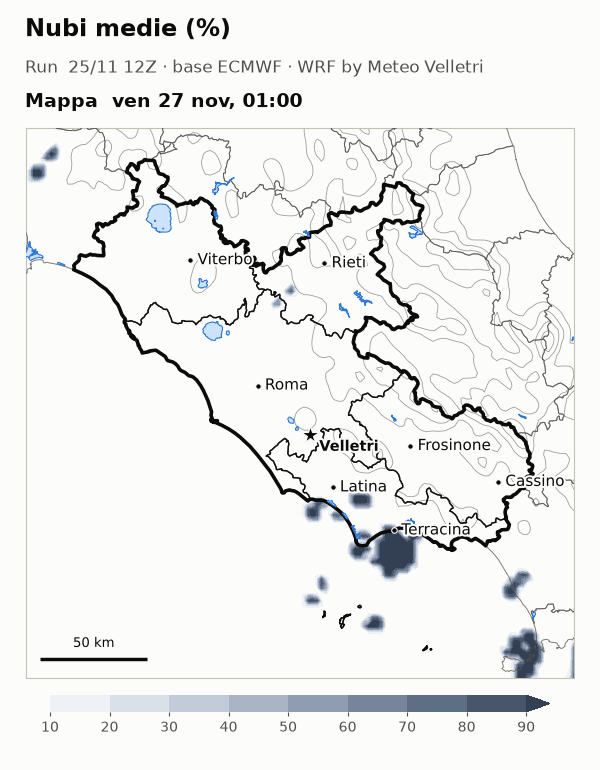 Nubi medie (%)
Run  25/11 12Z · base ECMWF · WRF by Meteo Velletri
Mappa  ven 27 nov, 01:00
Viterbo
Rieti
Roma
Velletri
Frosinone
Cassino
Latina
Terracina
50 km
10 20 30 40 50 60 70 80 90